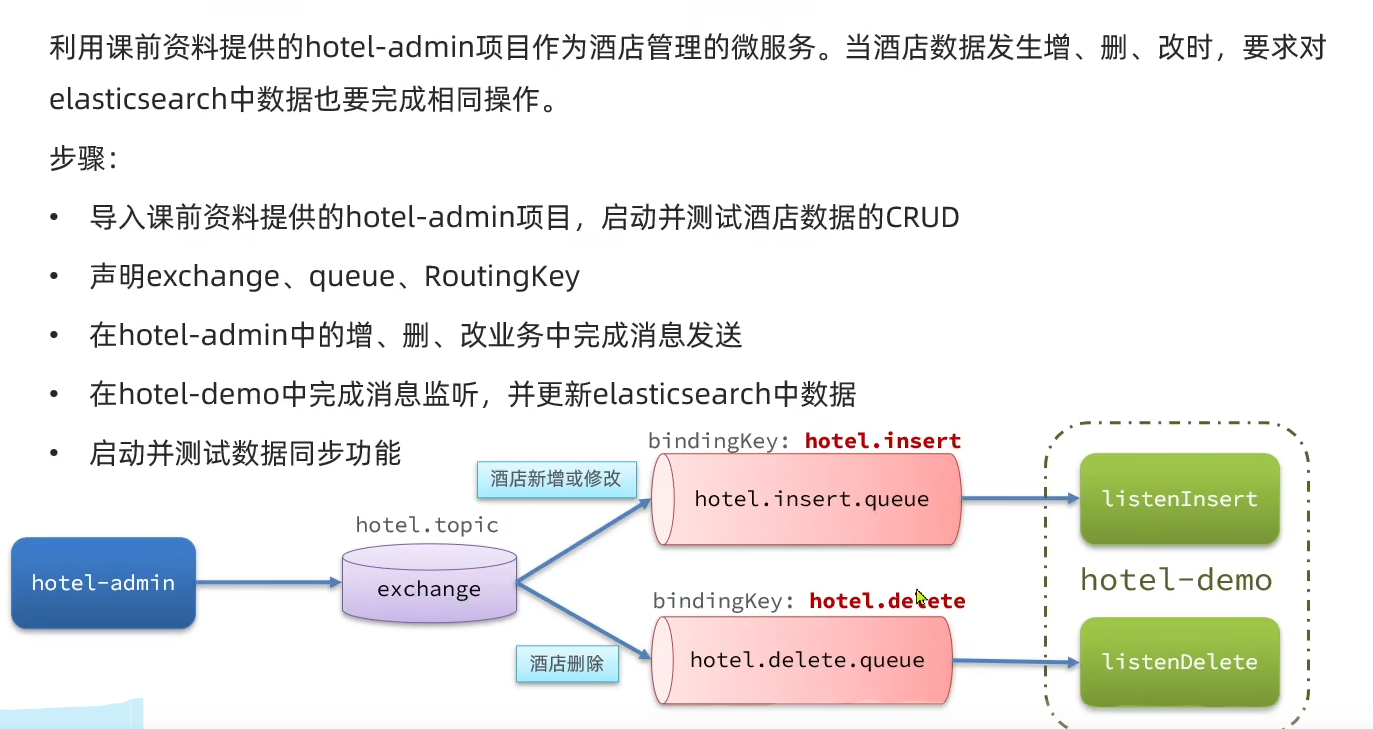 利用课前资料提供的hotel-admin项目作为酒店管理的微服务。当酒店数据发生增、删、改时，要求对
elasticsearch中数据也要完成相同操作。
步骤：
• 导入课前资料提供的hotel-admin项目，启动并测试酒店数据的CRUD
• 声明exchange、queue、RoutingKey
• 在hotel-admin中的增、删、改业务中完成消息发送
• 在hotel-demo中完成消息监听，并更新elasticsearch中数据
• 启动并测试数据同步功能
bindingKey: hotel.insert
酒店新增或修改
hotel.insert.queue
listenInsert
hotel.topic
hotel-admin
exchange
hotel-demo
bindingKey: hotel.delete
酒店删除
hotel.delete.queue
listenDelete